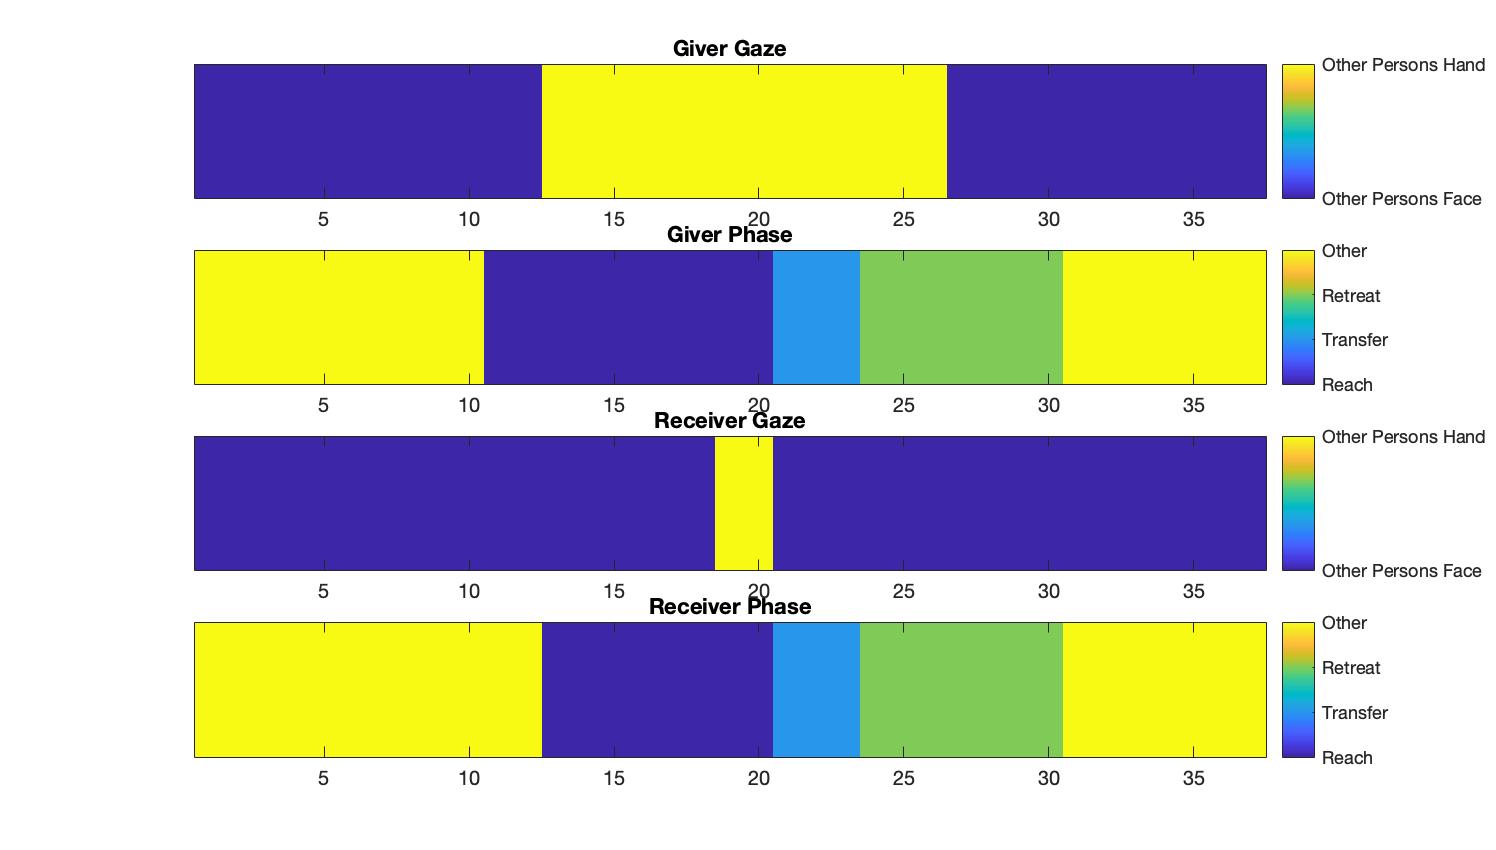 Giver Gaze
Other Persons Hand
Other Persons Face
5 10 15 20 25 30 35
Giver Phase
Other
Retreat
Transfer
Reach
5 10 15 20 25 30 35
Receiver Gaze
Other Persons Hand
Other Persons Face
5 10 15 20 25 30 35
Receiver Phase
Other
Retreat
Transfer
Reach
5 10 15 20 25 30 35